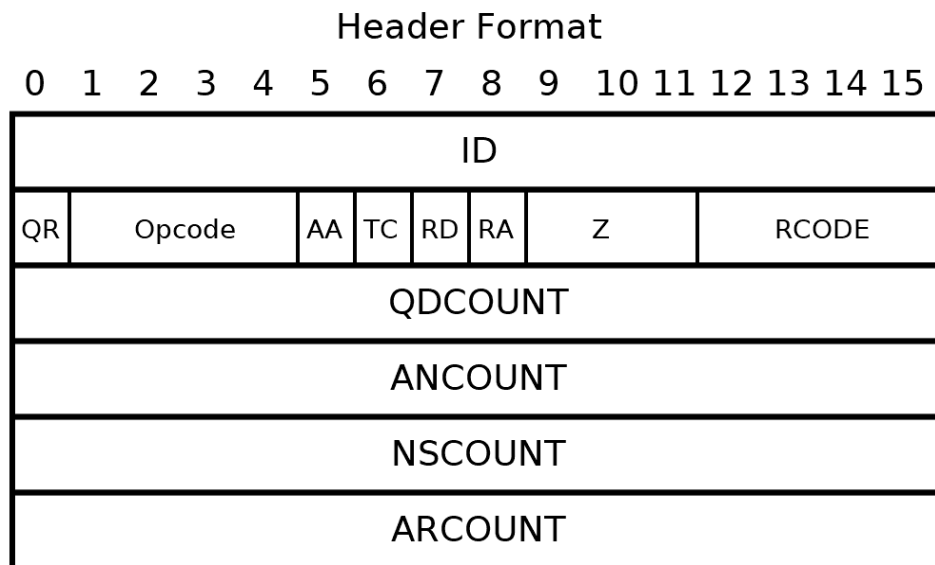 Header Format
0 1 2 3 4 5 6 7 8 9 10 11 12 13 14 15
ID
QR Opcode AA TC RD RA Z RCODE
QDCOUNT
ANCOUNT
NSCOUNT
ARCOUNT